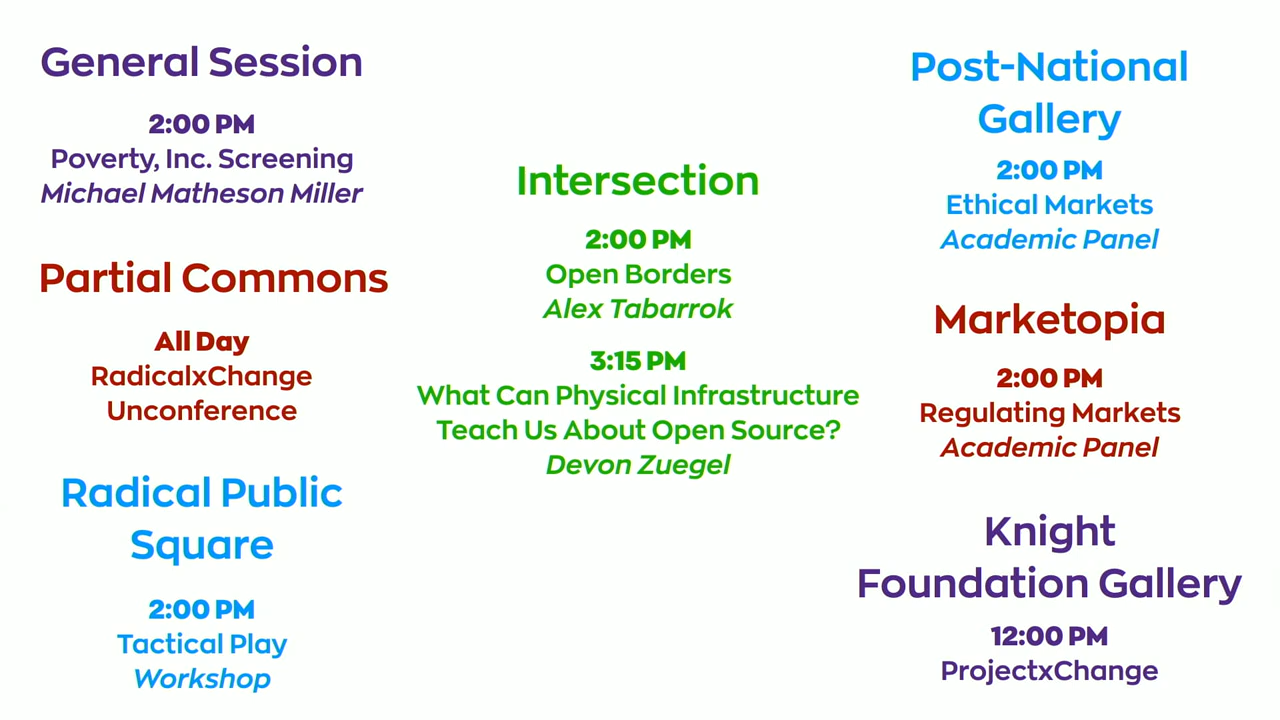 General Session
2:00 PM
Poverty, Inc. Screening
Michael Matheson Miller
Partial Commons
All Day
RadicalxChange
Unconference
Radical Public
Square
2:00 PM
Tactical Play
Workshop
Intersection
2:00 PM
Open Borders
Alex Tabarrok
3:15 PM
What Can Physical Infrastructure
Teach Us About Open Source?
Devon Zuegel
Post-National
Gallery
2:00 PM
Ethical Markets
Academic Panel
Marketopia
2:00 PM
Regulating Markets
Academic Panel
Knight
Foundation Gallery
12:00 PM
ProjectxChange